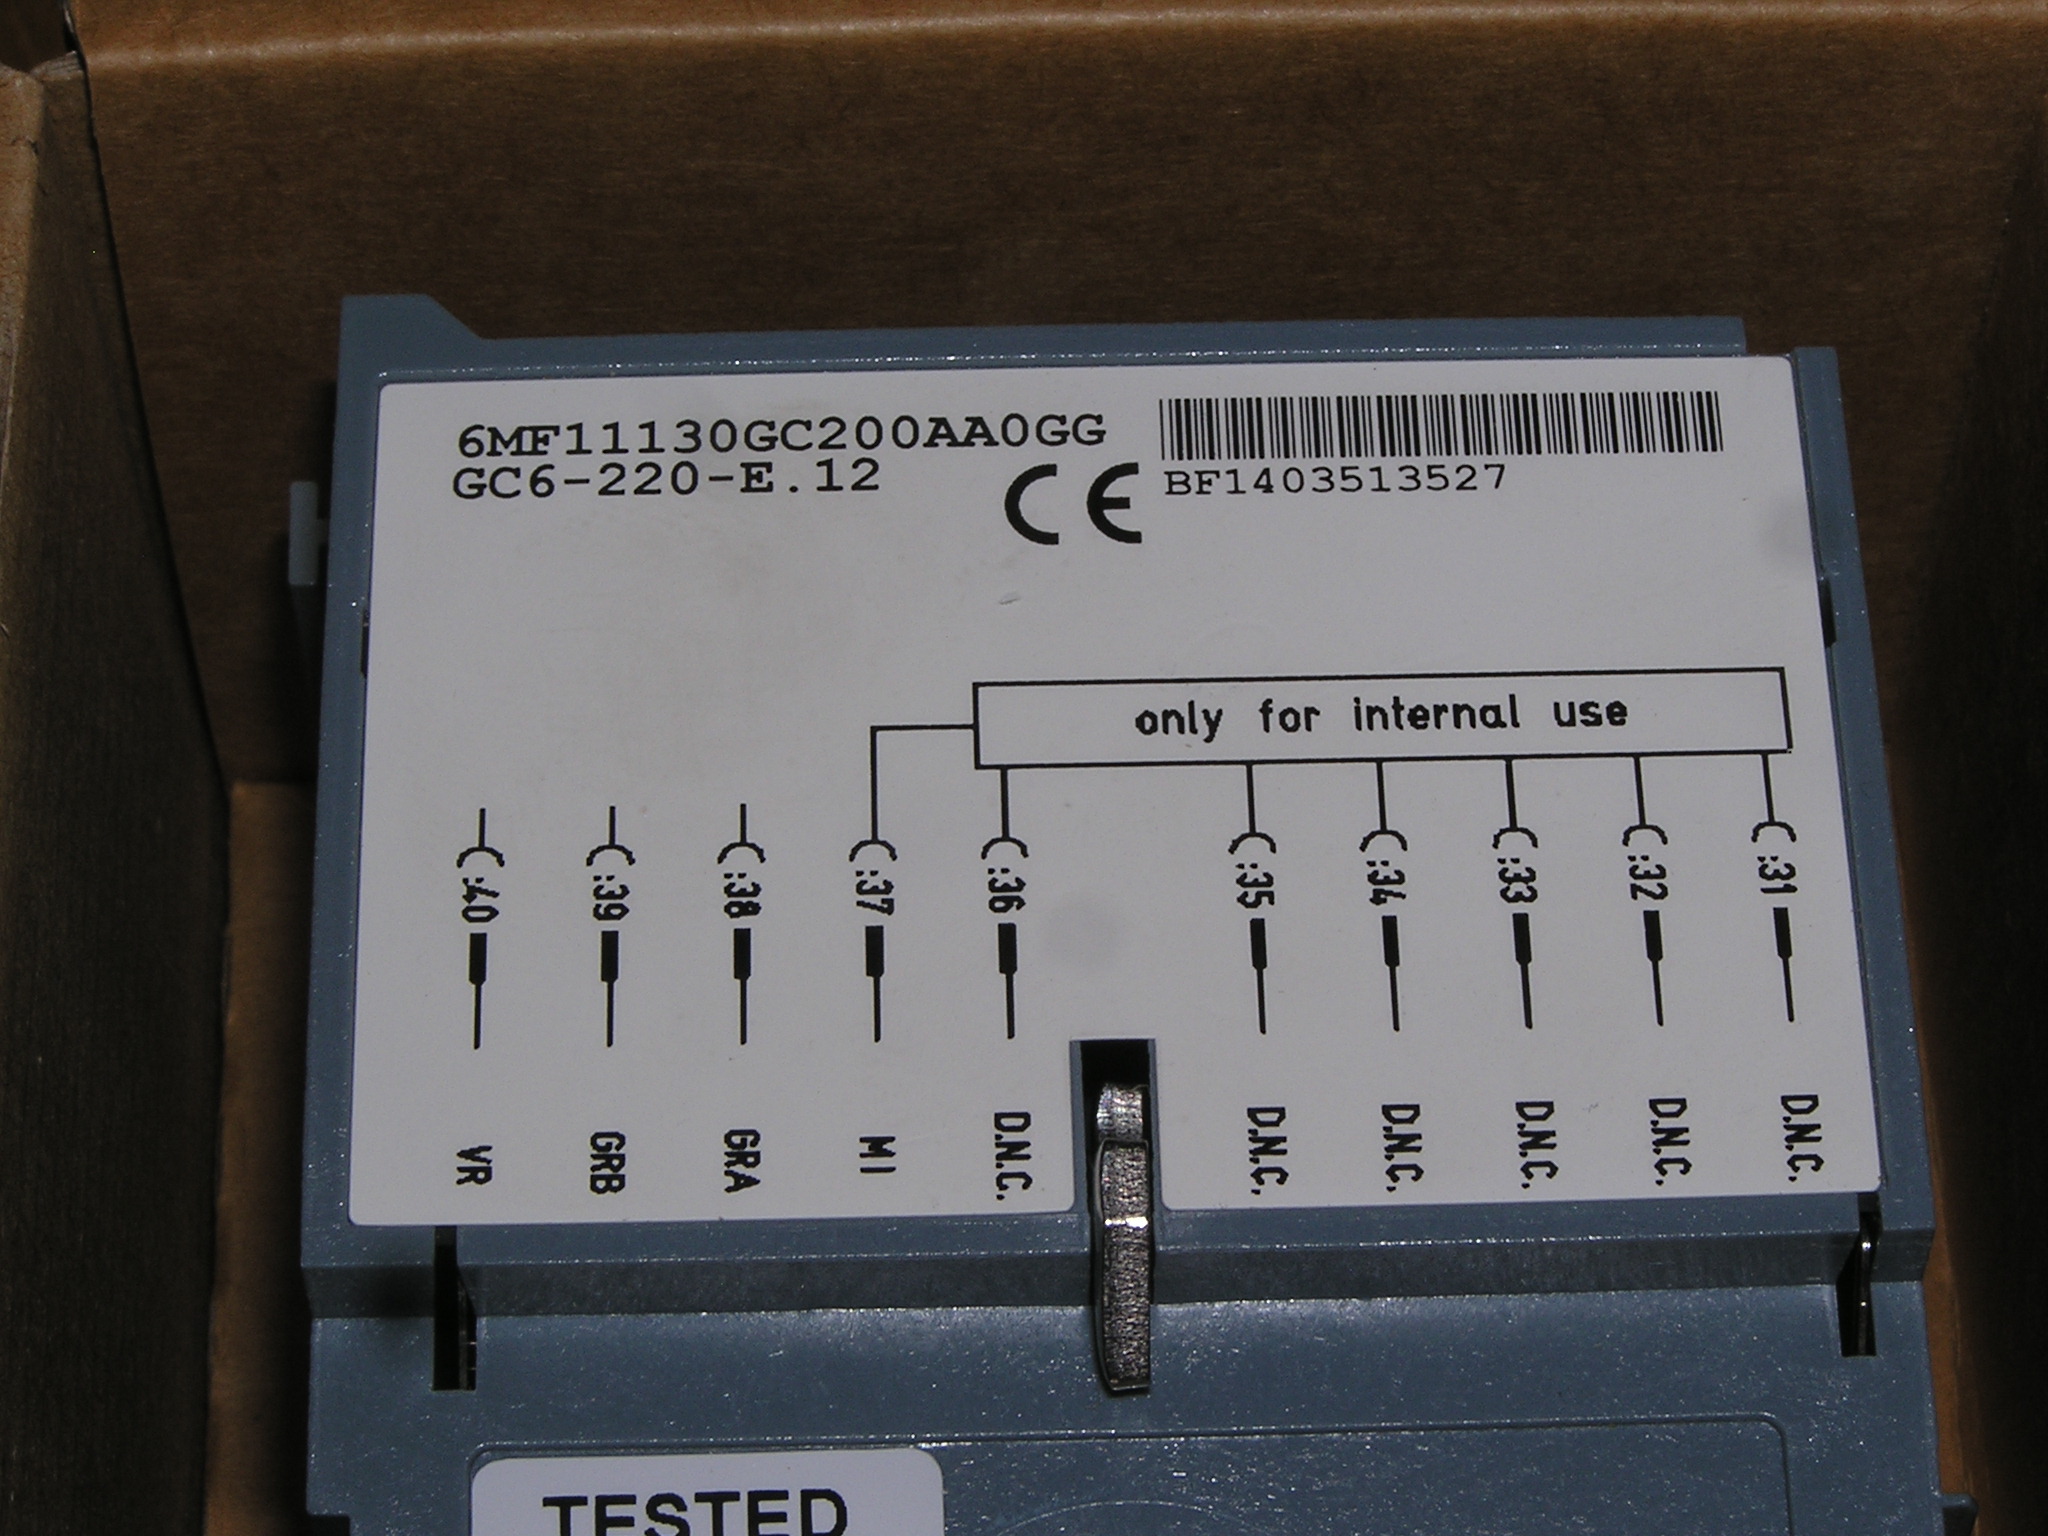 6MF11130GC200AA0GG
GC6-220-E.12
CE
BF1403513527
only for internal use
:40 :39 :38 :37 :36 :35 :34 :33 :32 :31
VR GRB GRA M1 D.N.C. D.N.C. D.N.C. D.N.C. D.N.C. D.N.C.
TESTED